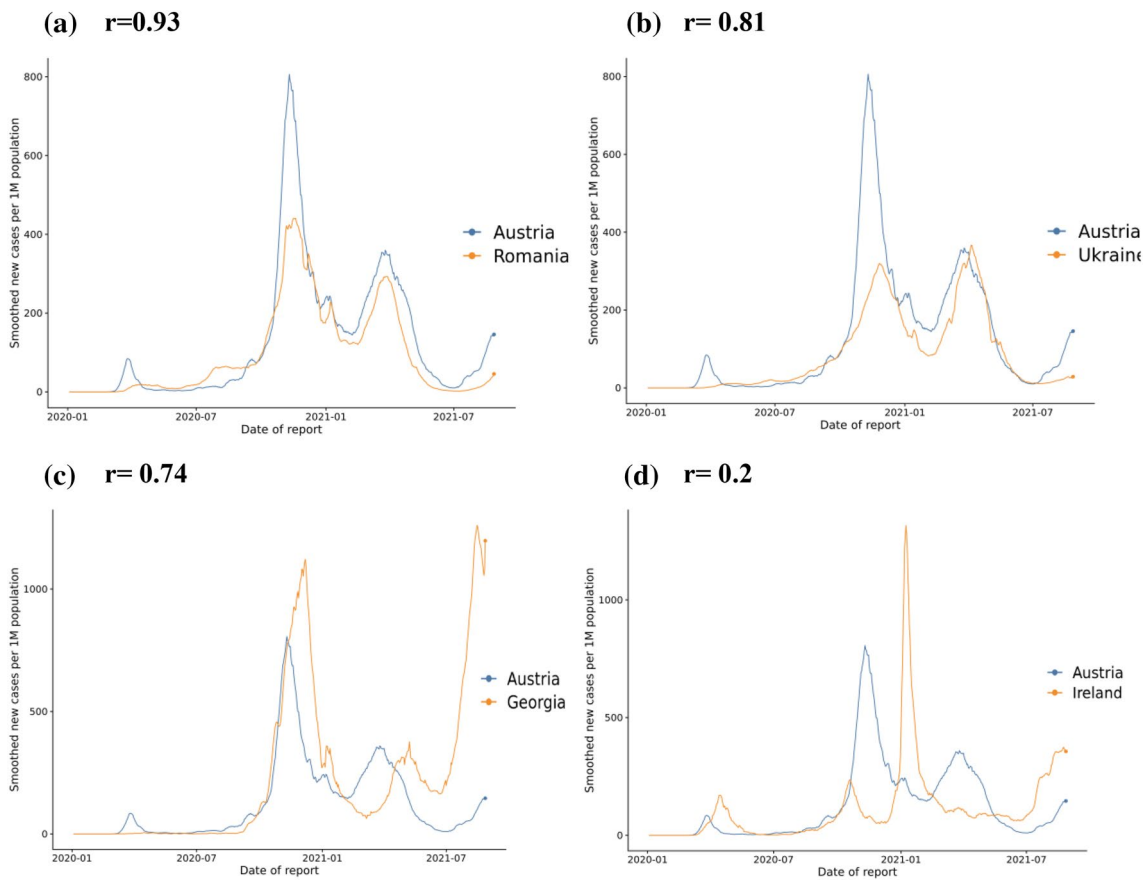 (a) r=0.93
Smoothed new cases per 1M population
800
600
400
200
0
2020-01 2020-07 2021-01 2021-07
Date of report
Austria
Romania
(b) r= 0.81
Smoothed new cases per 1M population
800
600
400
200
0
2020-01 2020-07 2021-01 2021-07
Date of report
Austria
Ukraine
(c) r= 0.74
Smoothed new cases per 1M population
1000
500
0
2020-01 2020-07 2021-01 2021-07
Date of report
Austria
Georgia
(d) r= 0.2
Smoothed new cases per 1M population
1000
500
0
2020-01 2020-07 2021-01 2021-07
Date of report
Austria
Ireland